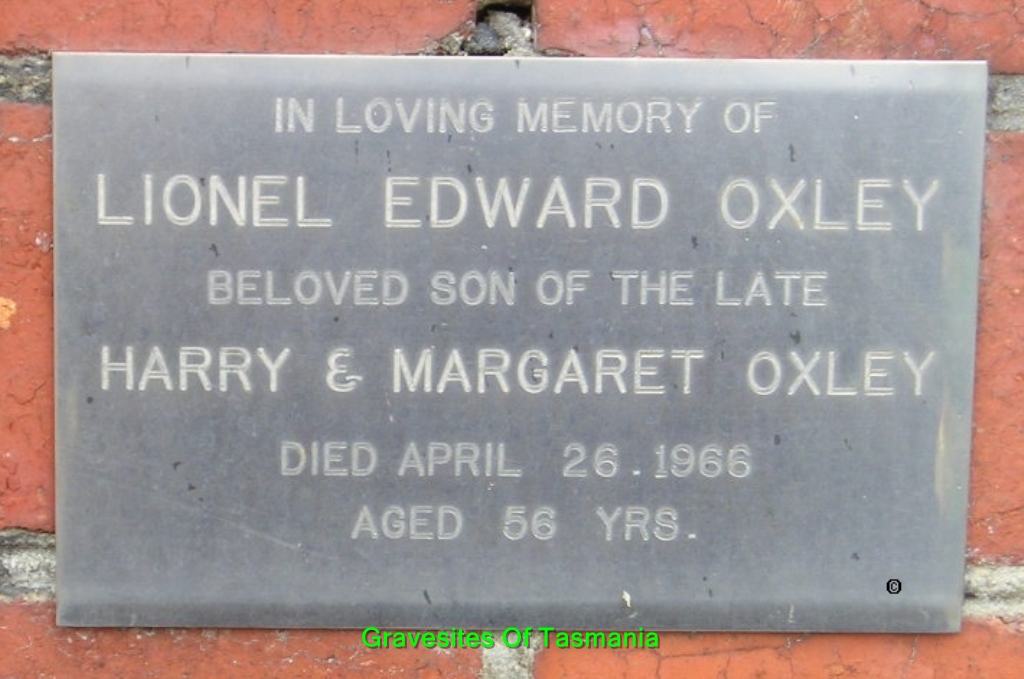 IN LOVING MEMORY OF
LIONEL EDWARD OXLEY
BELOVED SON OF THE LATE
HARRY & MARGARET OXLEY
DIED APRIL 26.1966
AGED 56 YRS.
©
Gravesites Of Tasmania